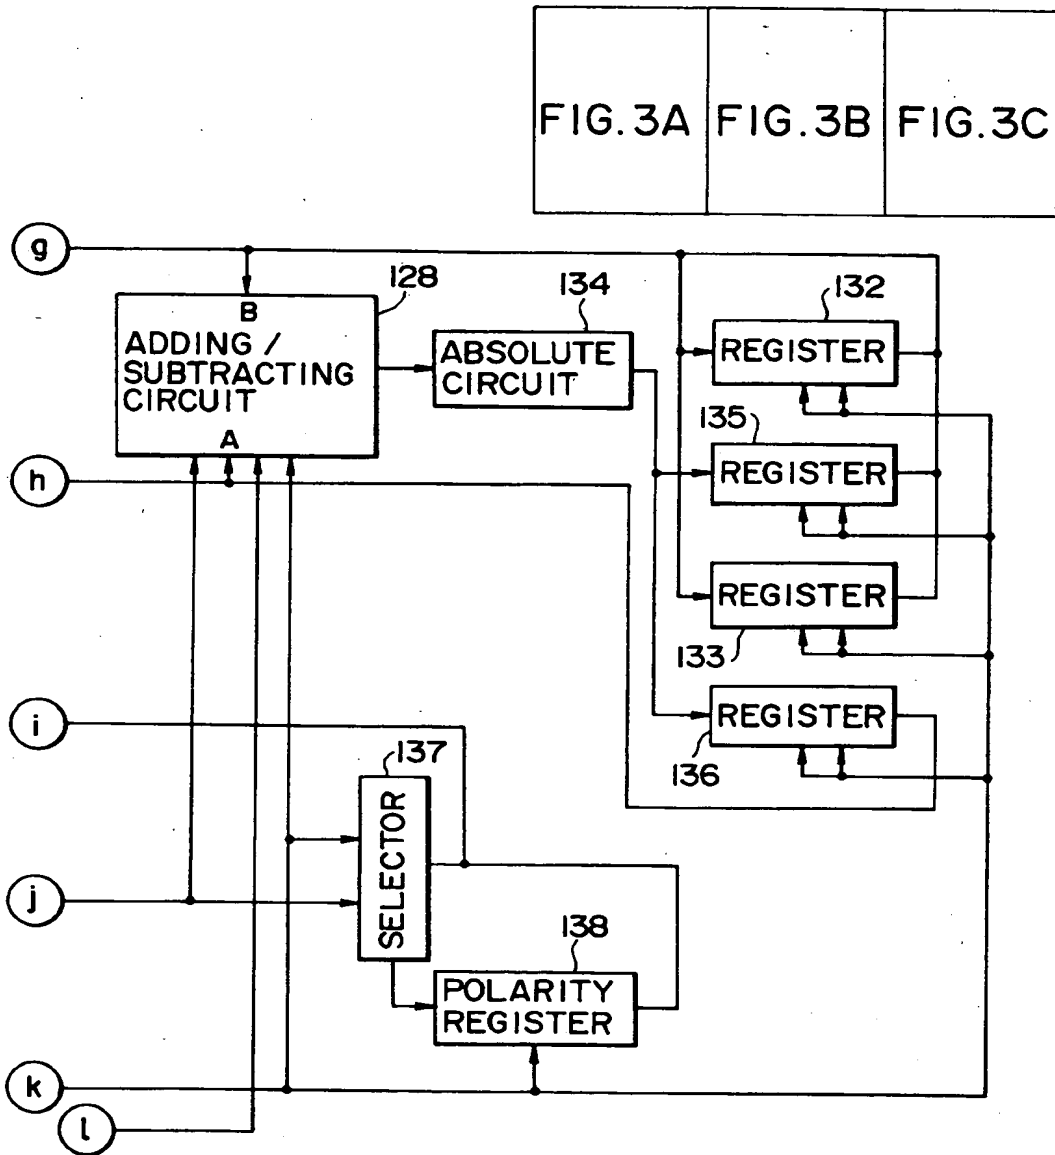 FIG.3A FIG.3B FIG.3C
g
128
134
132
B
ADDING /
SUBTRACTING
CIRCUIT
A
ABSOLUTE
CIRCUIT
REGISTER
135
REGISTER
h
REGISTER
133
REGISTER
136
i
137
SELECTOR
j
138
POLARITY
REGISTER
k
l